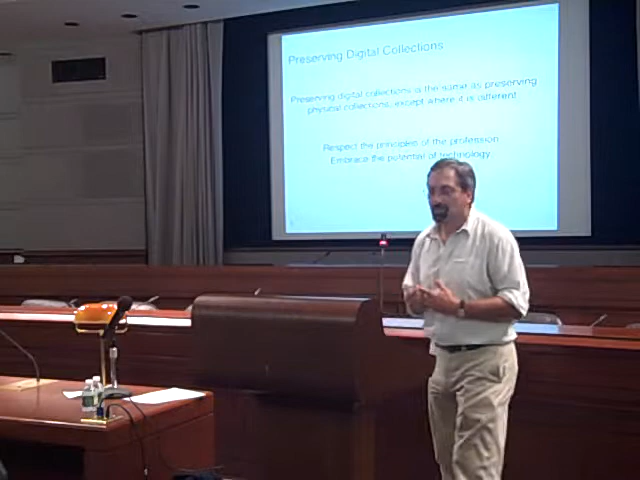 Preserving Digital Collections
Preserving digital collections is the same as preserving
physical collections, except where it is different.
Respect the principles of the profession.
Embrace the potential of technology.